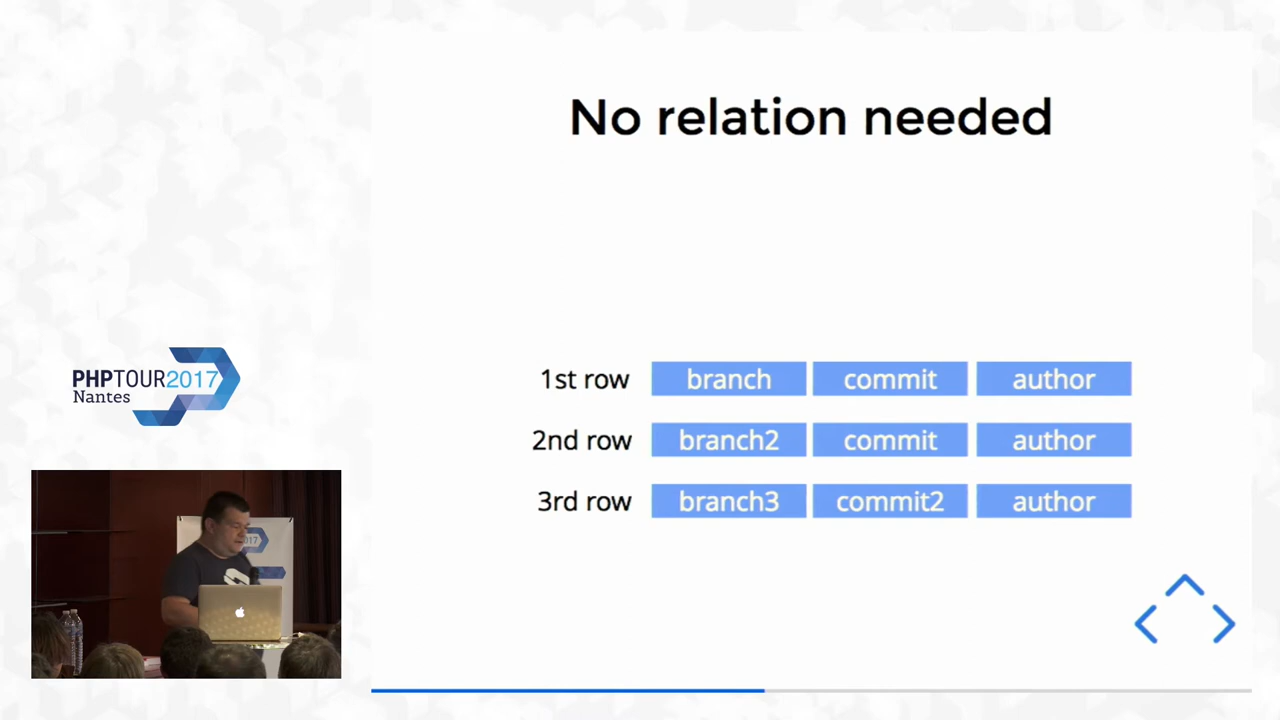 No relation needed
1st row branch commit author
2nd row branch2 commit author
3rd row branch3 commit2 author
PHPTOUR2017
Nantes
017